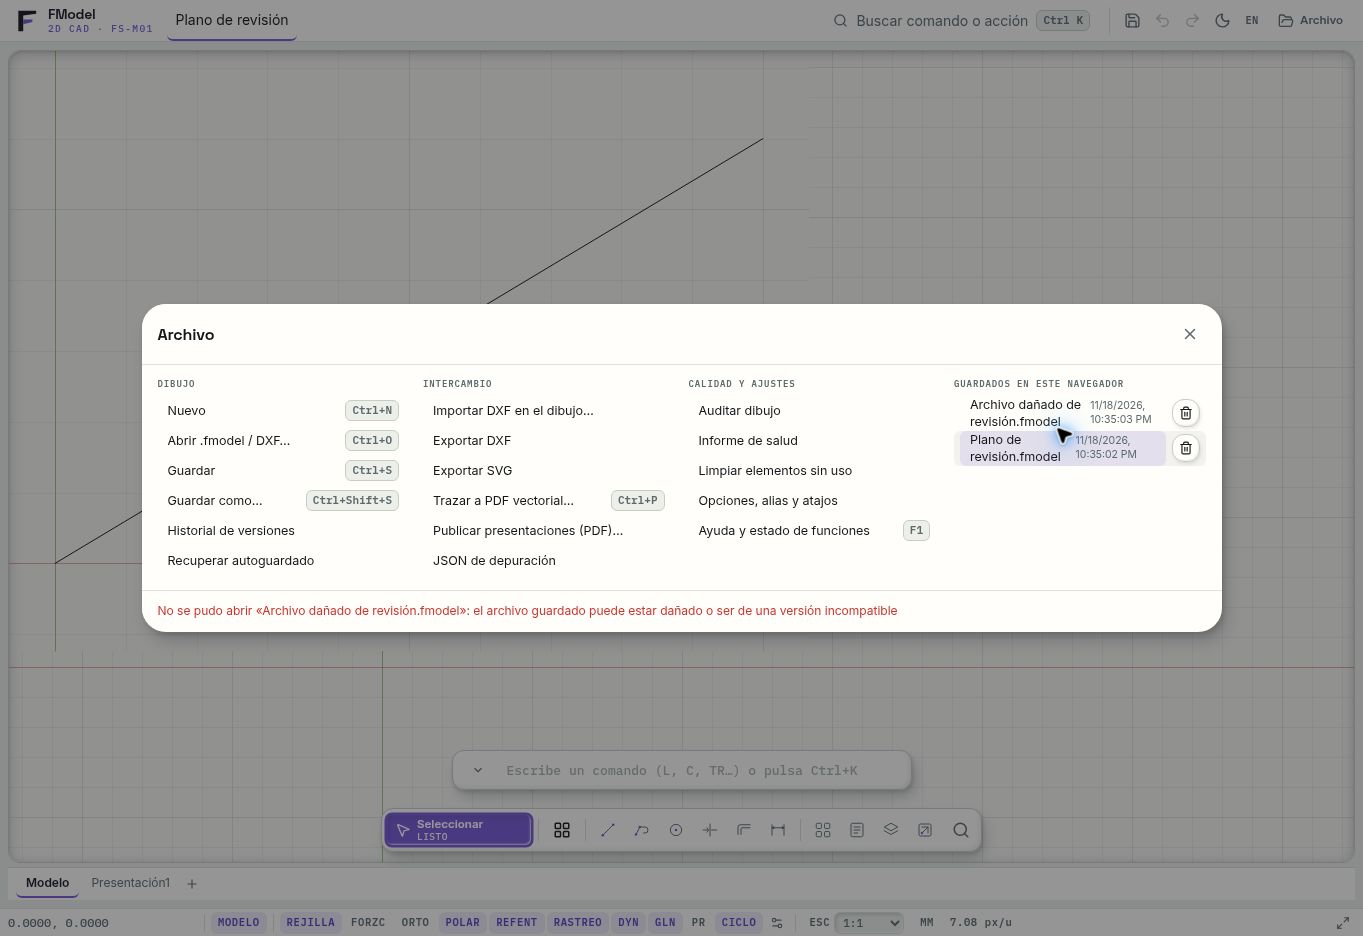 FModel
2D CAD · FS-M01
Plano de revisión
Buscar comando o acción
Ctrl K
EN
Archivo
Archivo
DIBUJO
Nuevo
Ctrl+N
Abrir .fmodel / DXF...
Ctrl+O
Guardar
Ctrl+S
Guardar como...
Ctrl+Shift+S
Historial de versiones
Recuperar autoguardado
INTERCAMBIO
Importar DXF en el dibujo...
Exportar DXF
Exportar SVG
Trazar a PDF vectorial...
Ctrl+P
Publicar presentaciones (PDF)...
JSON de depuración
CALIDAD Y AJUSTES
Auditar dibujo
Informe de salud
Limpiar elementos sin uso
Opciones, alias y atajos
Ayuda y estado de funciones
F1
GUARDADOS EN ESTE NAVEGADOR
Archivo dañado de
revisión.fmodel
11/18/2026,
10:35:03 PM
Plano de
revisión.fmodel
11/18/2026,
10:35:02 PM
No se pudo abrir «Archivo dañado de revisión.fmodel»: el archivo guardado puede estar dañado o ser de una versión incompatible
Escribe un comando (L, C, TR…) o pulsa Ctrl+K
Seleccionar
LISTO
Modelo
Presentación1
0.0000, 0.0000
MODELO
REJILLA
FORZC
ORTO
POLAR
REFENT
RASTREO
DYN
GLN
PR
CICLO
ESC
1:1
MM
7.08 px/u